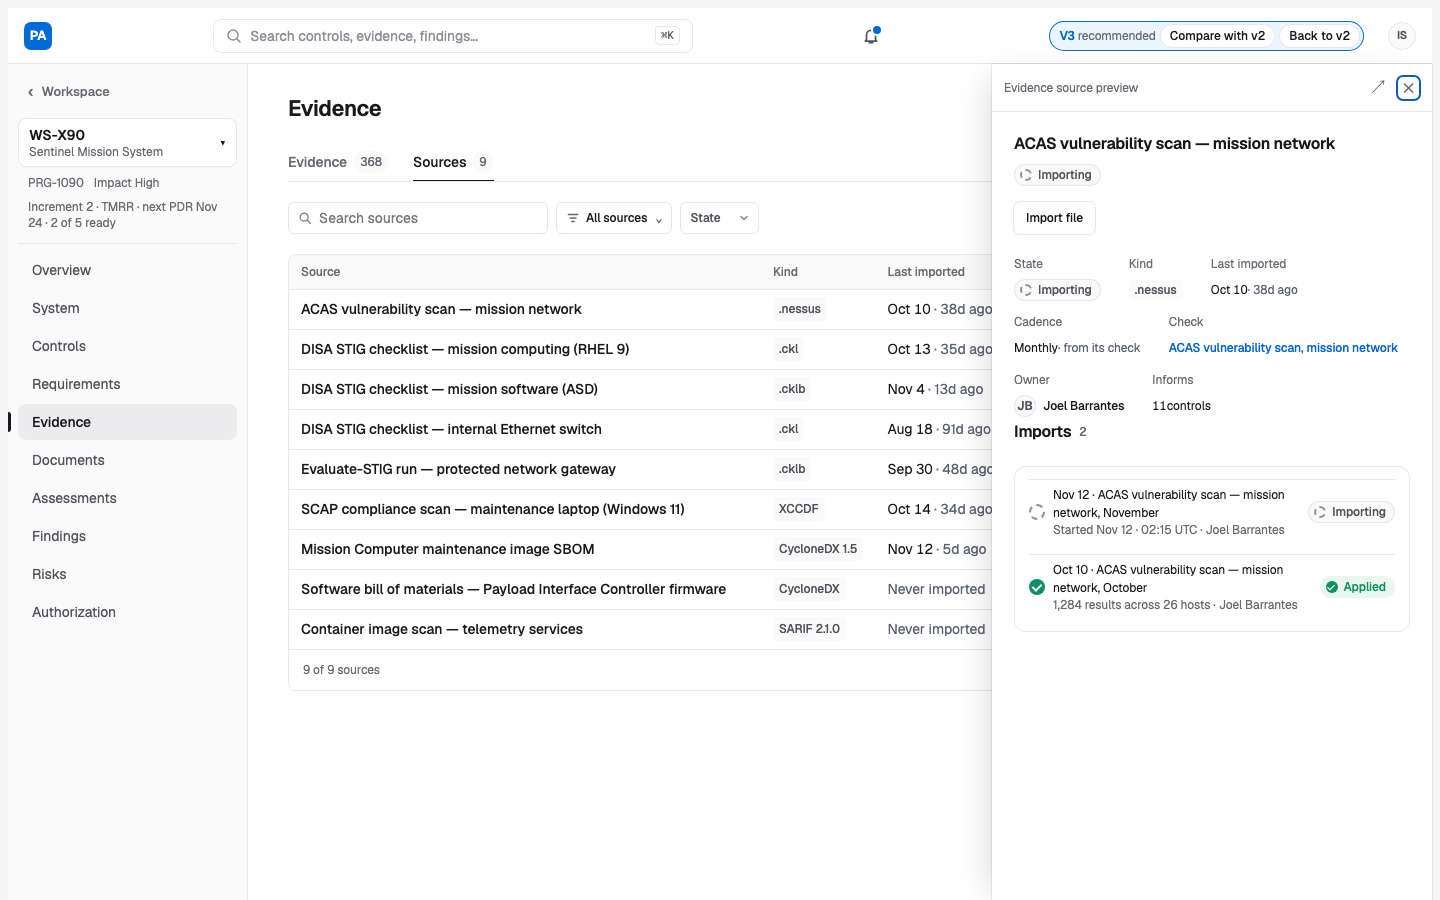 PA
Search controls, evidence, findings...
⌘K
V3 recommended
Compare with v2
Back to v2
IS
‹ Workspace
WS-X90
Sentinel Mission System
PRG-1090 Impact High
Increment 2 · TMRR · next PDR Nov
24 · 2 of 5 ready
Overview
System
Controls
Requirements
Evidence
Documents
Assessments
Findings
Risks
Authorization
Evidence
Evidence 368
Sources 9
Search sources
All sources
State
Source Kind Last imported
ACAS vulnerability scan — mission network .nessus Oct 10 · 38d ago
DISA STIG checklist — mission computing (RHEL 9) .ckl Oct 13 · 35d ago
DISA STIG checklist — mission software (ASD) .cklb Nov 4 · 13d ago
DISA STIG checklist — internal Ethernet switch .ckl Aug 18 · 91d ago
Evaluate-STIG run — protected network gateway .cklb Sep 30 · 48d ago
SCAP compliance scan — maintenance laptop (Windows 11) XCCDF Oct 14 · 34d ago
Mission Computer maintenance image SBOM CycloneDX 1.5 Nov 12 · 5d ago
Software bill of materials — Payload Interface Controller firmware CycloneDX Never imported
Container image scan — telemetry services SARIF 2.1.0 Never imported
9 of 9 sources
Evidence source preview
ACAS vulnerability scan — mission network
Importing
Import file
State Kind Last imported
Importing .nessus Oct 10· 38d ago
Cadence Check
Monthly· from its check ACAS vulnerability scan, mission network
Owner Informs
JB Joel Barrantes 11controls
Imports 2
Nov 12 · ACAS vulnerability scan — mission
network, November
Started Nov 12 · 02:15 UTC · Joel Barrantes
Importing
Oct 10 · ACAS vulnerability scan — mission
network, October
1,284 results across 26 hosts · Joel Barrantes
Applied